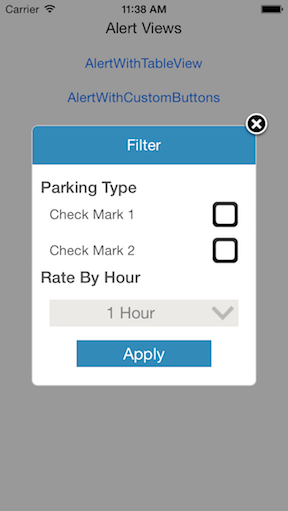 Carrier 11:38 AM
Alert Views
AlertWithTableView
AlertWithCustomButtons
Filter
Parking Type
Check Mark 1
Check Mark 2
Rate By Hour
1 Hour
Apply